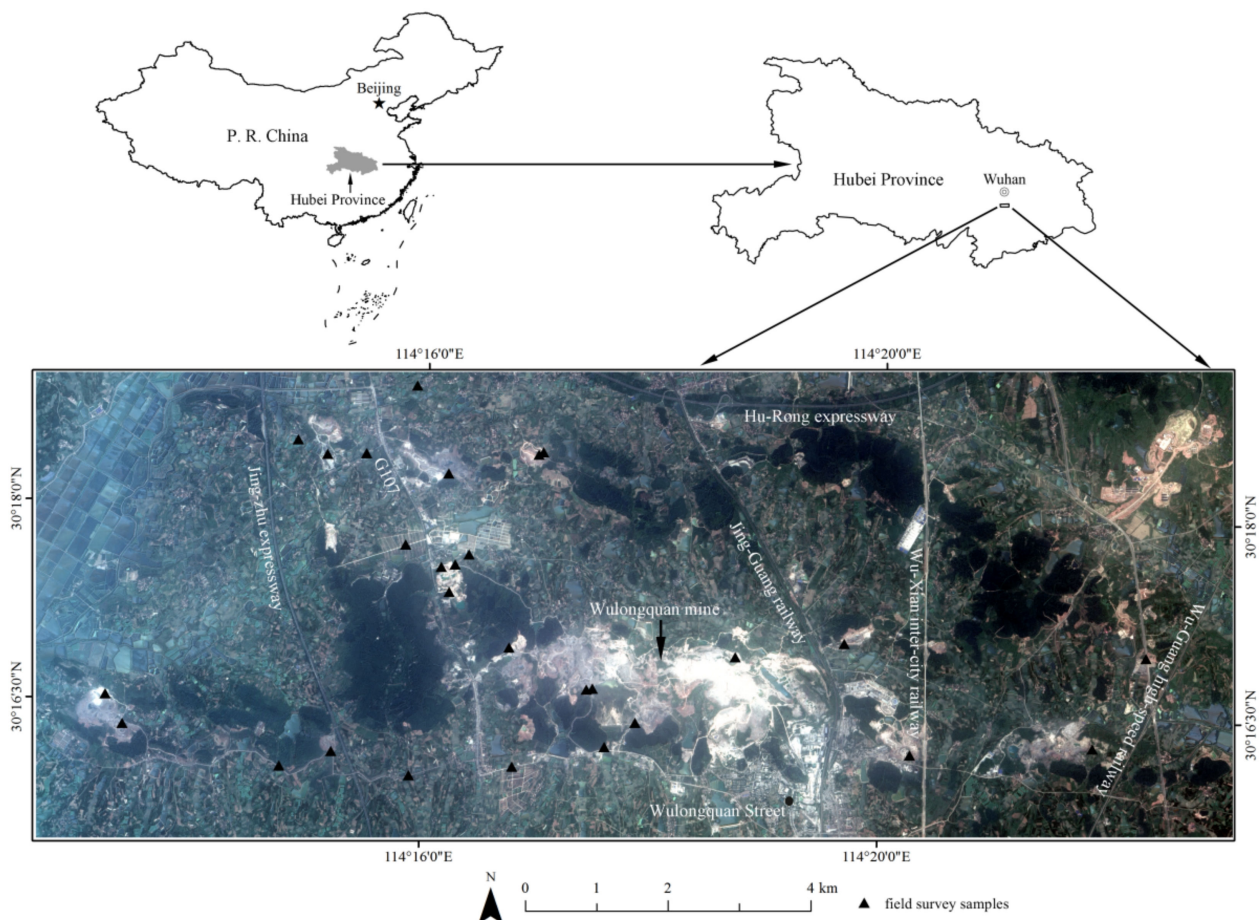 Beijing
P. R. China
Hubei Province
Hubei Province
Wuhan
114°16'0"E
114°20'0"E
Hu-Rong expressway
G107
Jing-zhu expressway
30°18'0"N
30°18'0"N
Jing-Guang railway
Wu-Xian inter-city railway
Wulongquan mine
Wu-Guang high-speed railway
30°16'30"N
30°16'30"N
Wulongquan Street
114°16'0"E
114°20'0"E
N
0 1 2 4 km
field survey samples